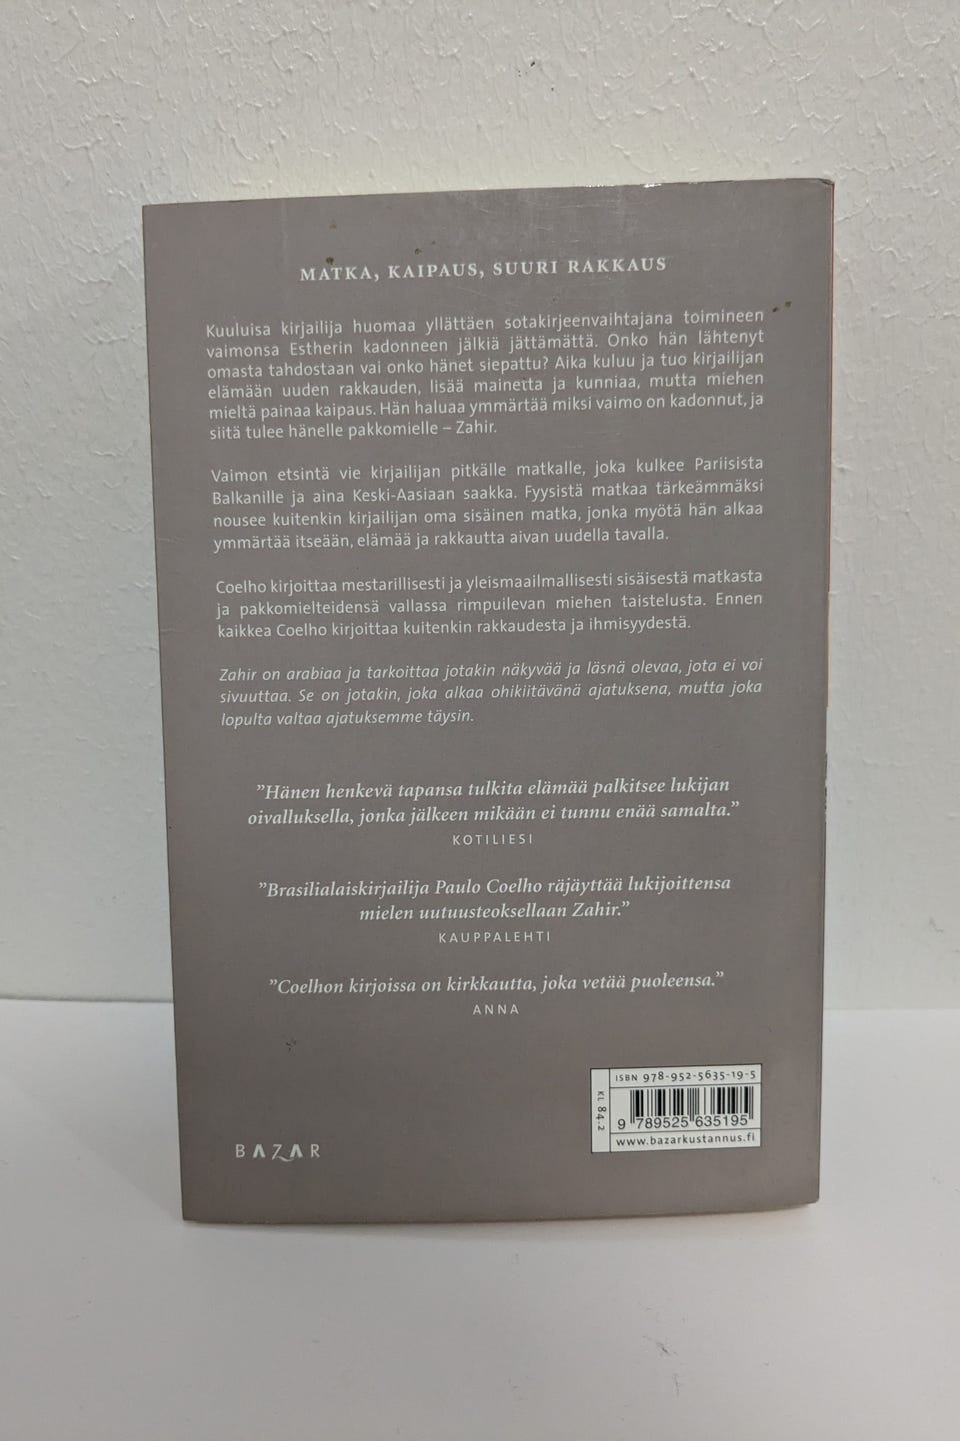 MATKA, KAIPAUS, SUURI RAKKAUS
Kuuluisa kirjailija huomaa yllättäen sotakirjeenvaihtajana toimineen
vaimonsa Estherin kadonneen jälkiä jättämättä. Onko hän lähtenyt
omasta tahdostaan vai onko hänet siepattu? Aika kuluu ja tuo kirjailijan
elämään uuden rakkauden, lisää mainetta ja kunniaa, mutta miehen
mieltä painaa kaipaus. Hän haluaa ymmärtää miksi vaimo on kadonnut, ja
siitä tulee hänelle pakkomielle – Zahir.
Vaimon etsintä vie kirjailijan pitkälle matkalle, joka kulkee Pariisista
Balkanille ja aina Keski-Aasiaan saakka. Fyysistä matkaa tärkeämmäksi
nousee kuitenkin kirjailijan oma sisäinen matka, jonka myötä hän alkaa
ymmärtää itseään, elämää ja rakkautta aivan uudella tavalla.
Coelho kirjoittaa mestarillisesti ja yleismaailmallisesti sisäisestä matkasta
ja pakkomielteidensä vallassa rimpuilevan miehen taistelusta. Ennen
kaikkea Coelho kirjoittaa kuitenkin rakkaudesta ja ihmisyydestä.
Zahir on arabiaa ja tarkoittaa jotakin näkyvää ja läsnä olevaa, jota ei voi
sivuuttaa. Se on jotakin, joka alkaa ohikiitävänä ajatuksena, mutta joka
lopulta valtaa ajatuksemme täysin.
”Hänen henkevä tapansa tulkita elämää palkitsee lukijan
oivalluksella, jonka jälkeen mikään ei tunnu enää samalta.”
KOTILIESI
”Brasilialaiskirjailija Paulo Coelho räjäyttää lukijoittensa
mielen uutuusteoksellaan Zahir.”
KAUPPALEHTI
”Coelhon kirjoissa on kirkkautta, joka vetää puoleensa.”
ANNA
BAZAR
KL 84.2
ISBN 978-952-5635-19-5
9 789525 635195
www.bazarkustannus.fi